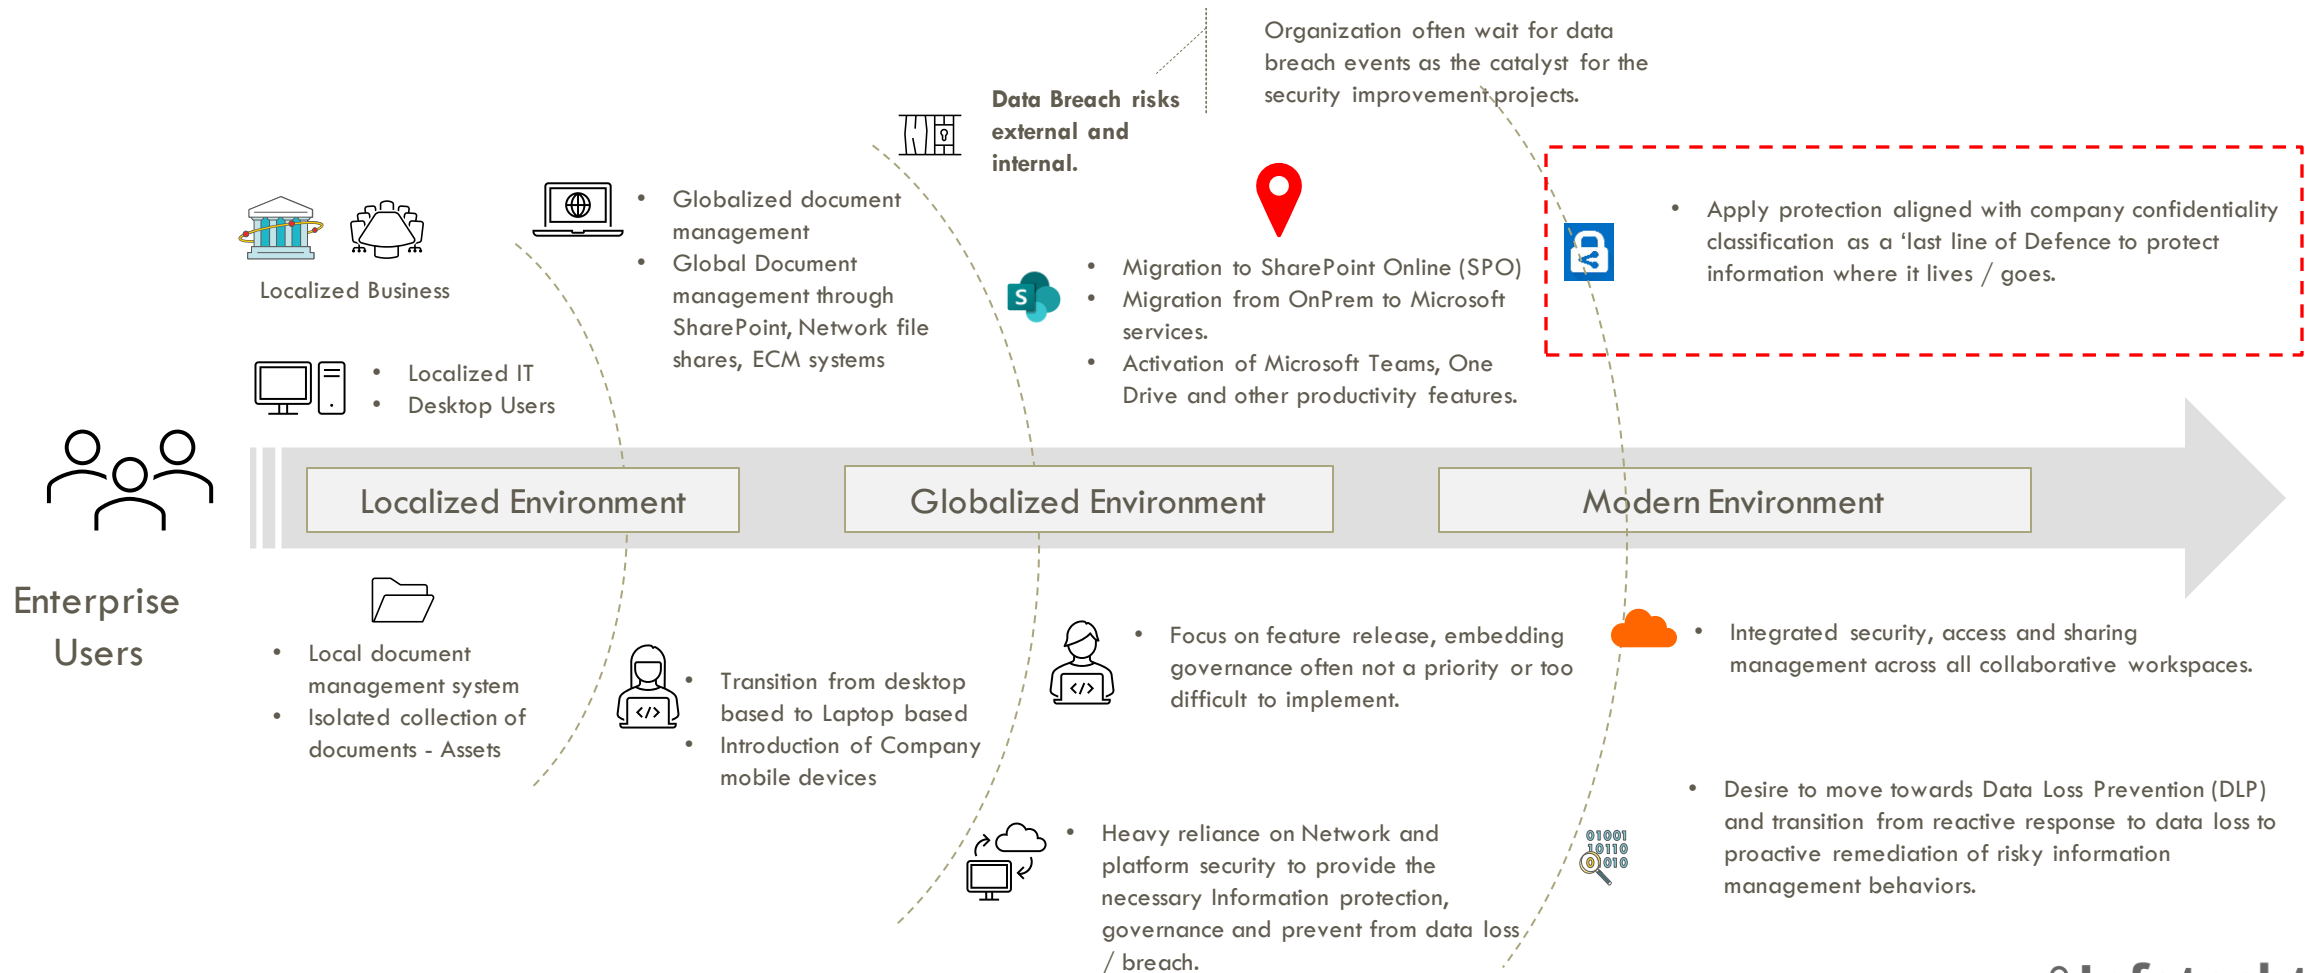 Organization often wait for data
breach events as the catalyst for the
security improvement projects.
Data Breach risks
external and
internal.
Localized Business
• Globalized document
management
• Global Document
management through
SharePoint, Network file
shares, ECM systems
S
• Migration to SharePoint Online (SPO)
• Migration from OnPrem to Microsoft
services.
• Activation of Microsoft Teams, One
Drive and other productivity features.
• Apply protection aligned with company confidentiality
classification as a ‘last line of Defence to protect
information where it lives / goes.
• Localized IT
• Desktop Users
Localized Environment
Globalized Environment
Modern Environment
Enterprise
Users
• Local document
management system
• Isolated collection of
documents - Assets
</>
• Transition from desktop
based to Laptop based
• Introduction of Company
mobile devices
</>
• Focus on feature release, embedding
governance often not a priority or too
difficult to implement.
• Heavy reliance on Network and
platform security to provide the
necessary Information protection,
governance and prevent from data loss
/ breach.
• Integrated security, access and sharing
management across all collaborative workspaces.
01001
10110
0 010
• Desire to move towards Data Loss Prevention (DLP)
and transition from reactive response to data loss to
proactive remediation of risky information
management behaviors.